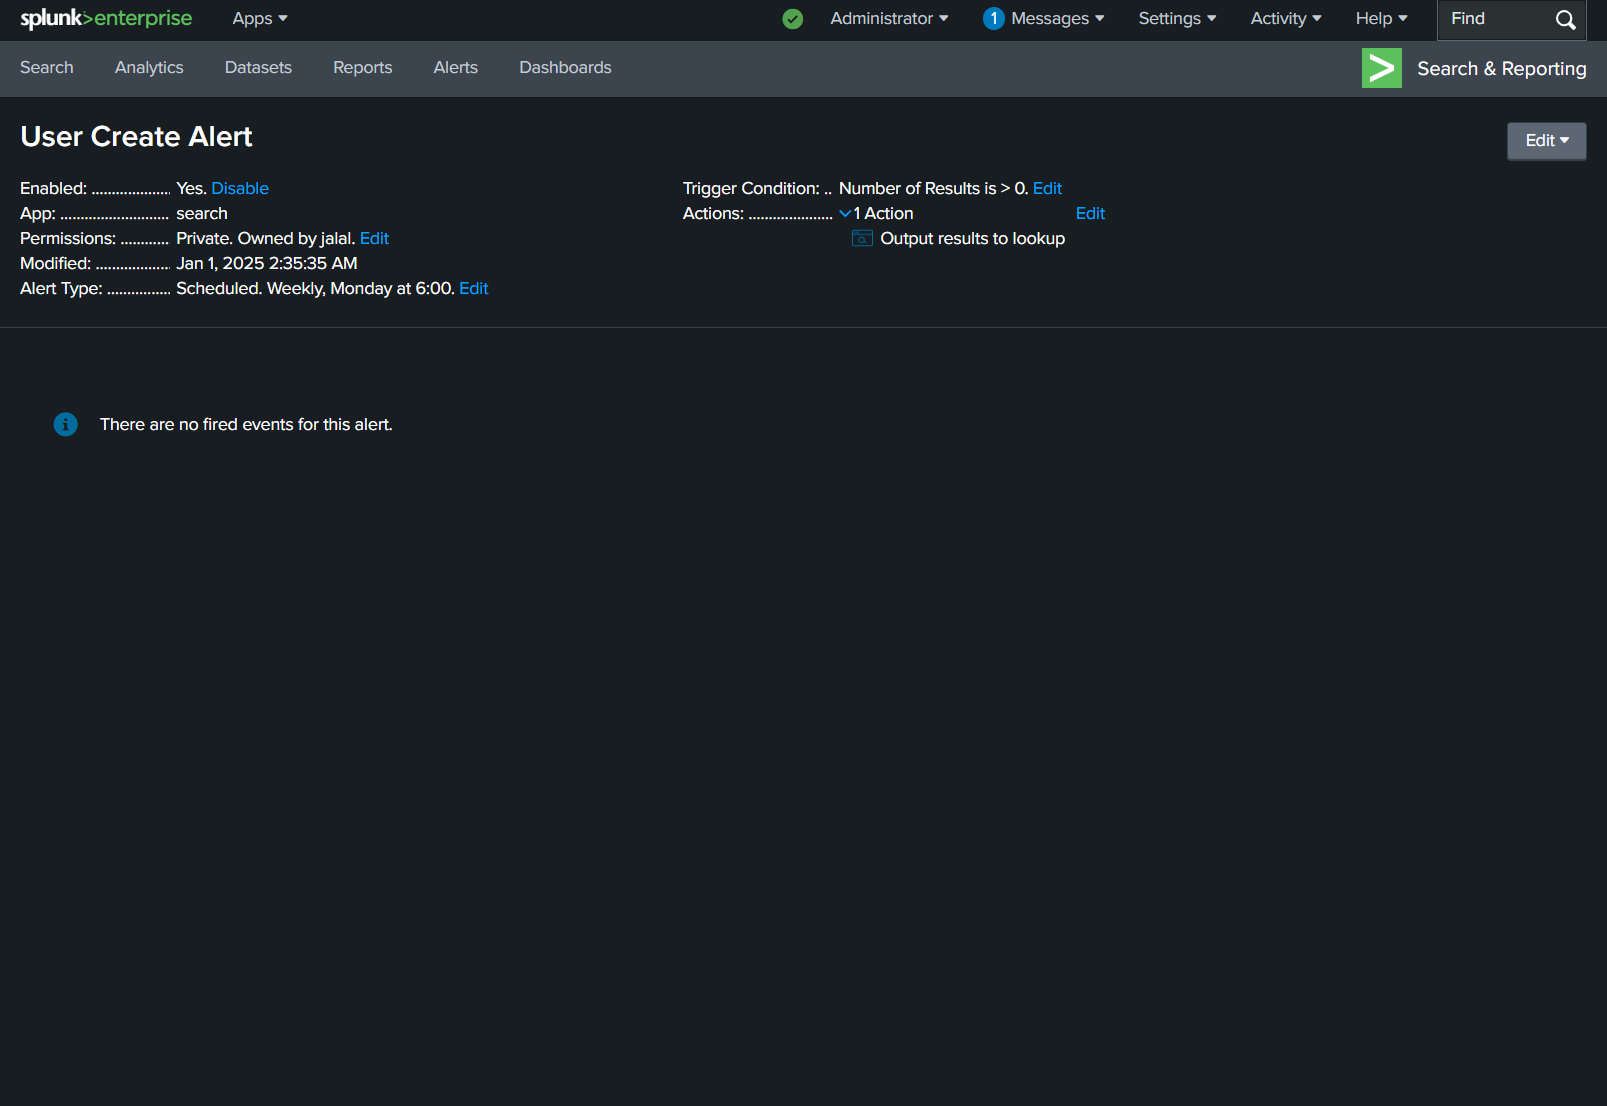 splunk>enterprise Apps Administrator 1 Messages Settings Activity Help Find
Search Analytics Datasets Reports Alerts Dashboards Search & Reporting
User Create Alert
Edit
Enabled: ................... Yes. Disable
App: ........................... search
Permissions: ............ Private. Owned by jalal. Edit
Modified: .................. Jan 1, 2025 2:35:35 AM
Alert Type: ................ Scheduled. Weekly, Monday at 6:00. Edit
Trigger Condition: .. Number of Results is > 0. Edit
Actions: ..................... 1 Action Edit
Output results to lookup
There are no fired events for this alert.